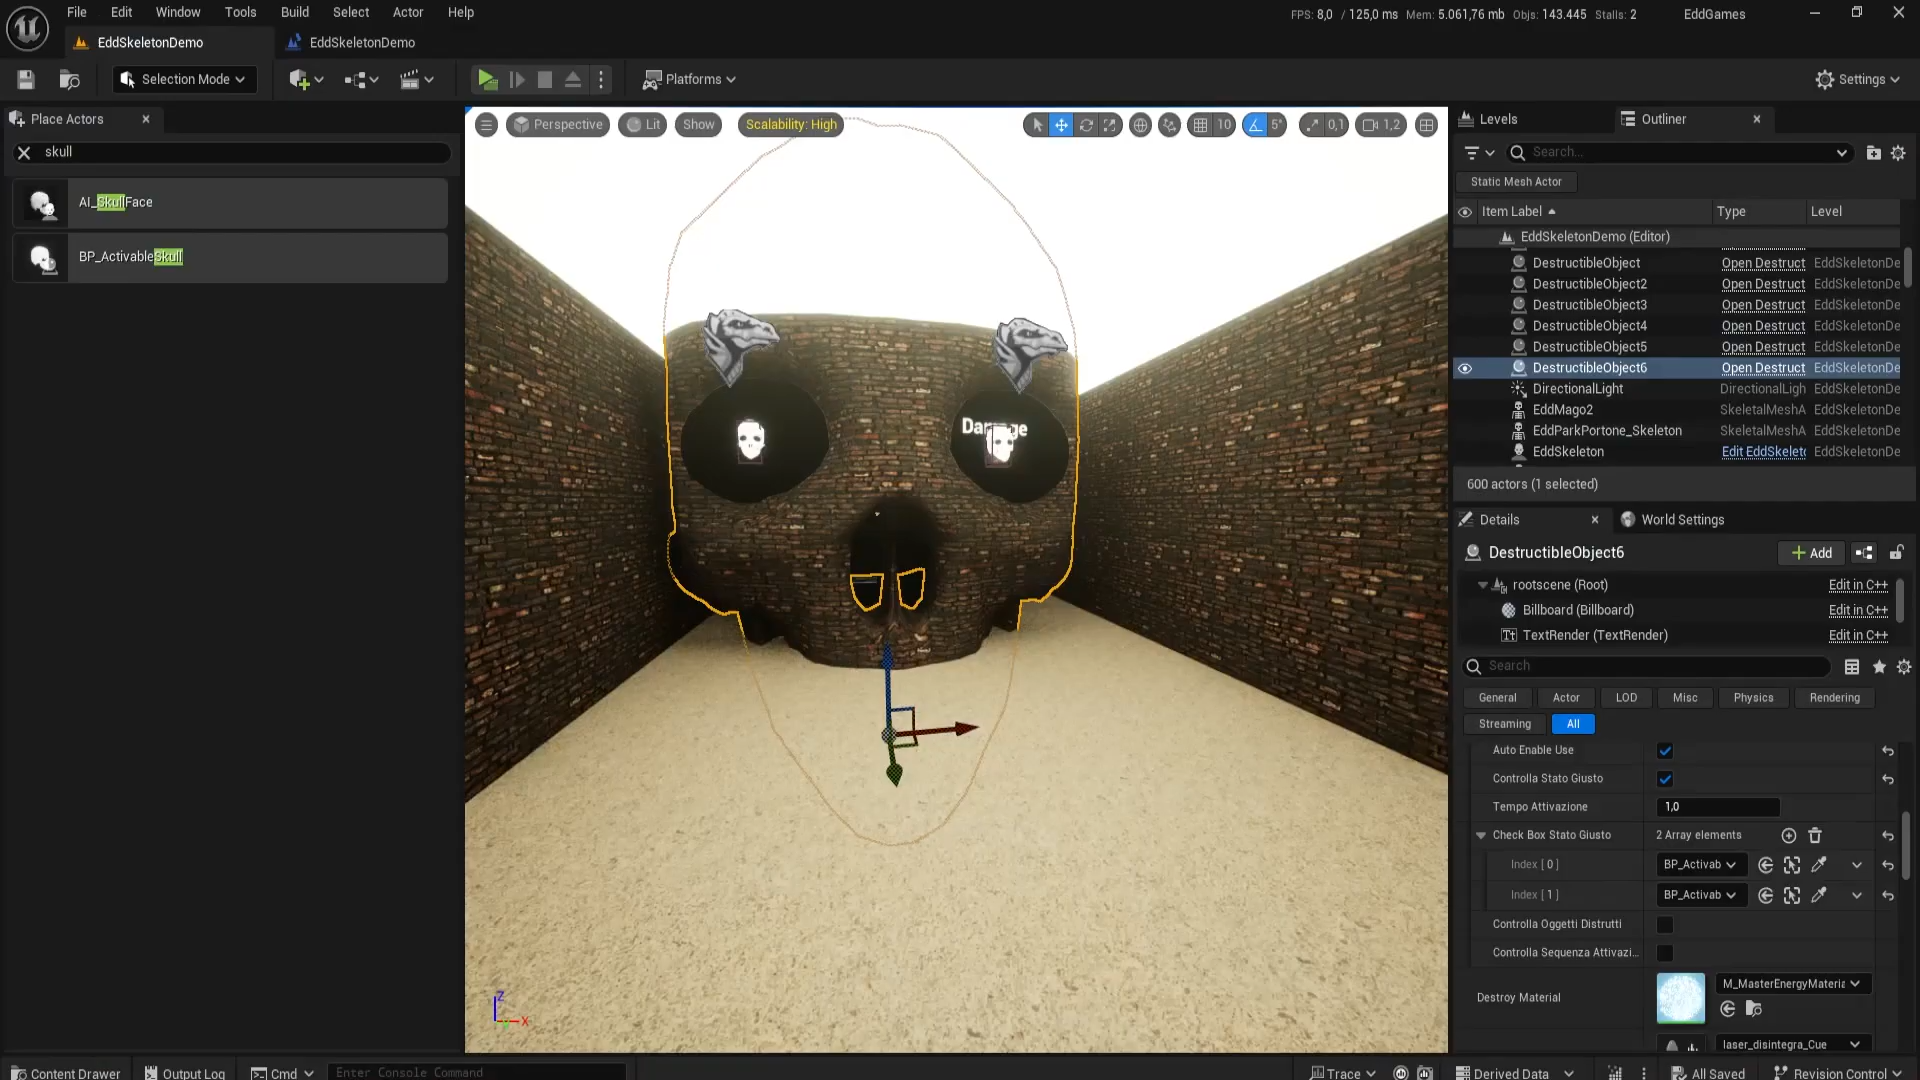 File Edit Window Tools Build Select Actor Help
FPS: 8,0 / 125,0 ms Mem: 5.061,76 mb Objs: 143.445 Stalls: 2 EddGames
EddSkeletonDemo EddSkeletonDemo
Selection Mode Platforms Settings
Place Actors
skull
AI_SkullFace
BP_ActivableSkull
Perspective Lit Show Scalability: High 10 5° 0,1 1,2
Damage
Z
X
Levels Outliner
Search...
Static Mesh Actor
Item Label Type Level
EddSkeletonDemo (Editor)
DestructibleObject Open Destruct EddSkeletonDe
DestructibleObject2 Open Destruct EddSkeletonDe
DestructibleObject3 Open Destruct EddSkeletonDe
DestructibleObject4 Open Destruct EddSkeletonDe
DestructibleObject5 Open Destruct EddSkeletonDe
DestructibleObject6 Open Destruct EddSkeletonDe
DirectionalLight DirectionalLigh EddSkeletonDe
EddMago2 SkeletalMeshA EddSkeletonDe
EddParkPortone_Skeleton SkeletalMeshA EddSkeletonDe
EddSkeleton Edit EddSkeleto EddSkeletonDe
600 actors (1 selected)
Details World Settings
DestructibleObject6 Add
rootscene (Root) Edit in C++
Billboard (Billboard) Edit in C++
TextRender (TextRender) Edit in C++
Search
General Actor LOD Misc Physics Rendering
Streaming All
Auto Enable Use
Controlla Stato Giusto
Tempo Attivazione 1,0
Check Box Stato Giusto 2 Array elements
Index [ 0 ] BP_Activab
Index [ 1 ] BP_Activab
Controlla Oggetti Distrutti
Controlla Sequenza Attivazi...
Destroy Material M_MasterEnergyMateria
laser_disintegra_Cue
Content Drawer Output Log Cmd Enter Console Command Trace Derived Data All Saved Revision Control